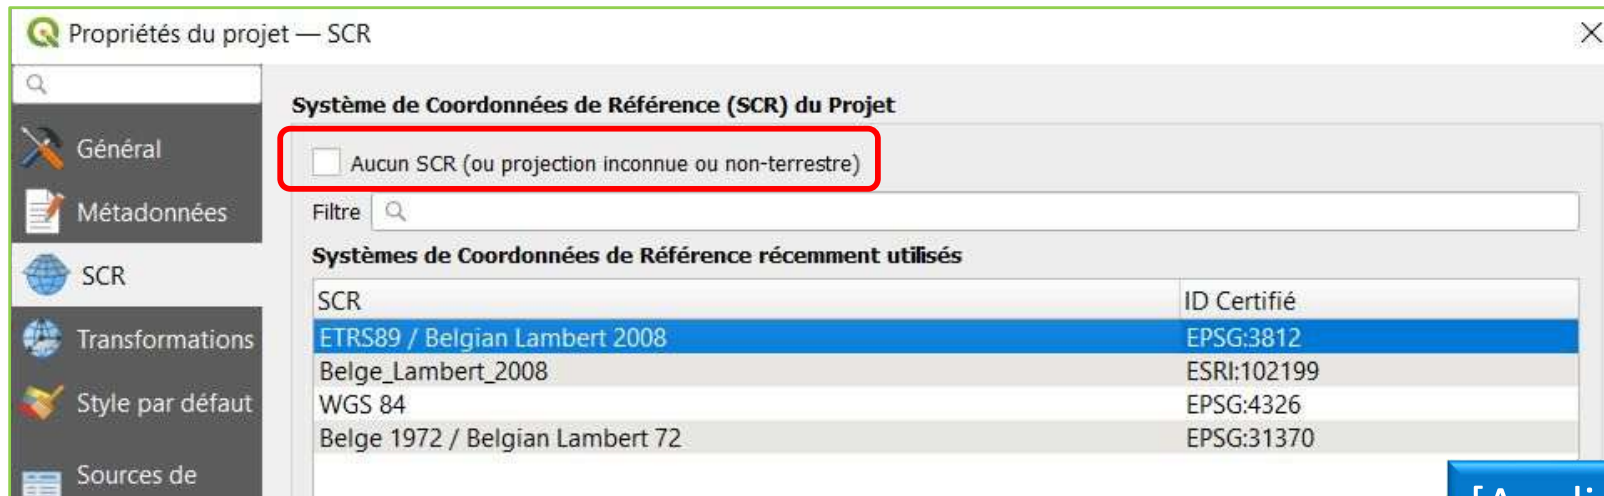 Propriétés du projet — SCR
Système de Coordonnées de Référence (SCR) du Projet
Général
Aucun SCR (ou projection inconnue ou non-terrestre)
Métadonnées
Filtre
Systèmes de Coordonnées de Référence récemment utilisés
SCR
SCR ID Certifié
Transformations
ETRS89 / Belgian Lambert 2008 EPSG:3812
Belge_Lambert_2008 ESRI:102199
Style par défaut
WGS 84 EPSG:4326
Belge 1972 / Belgian Lambert 72 EPSG:31370
Sources de